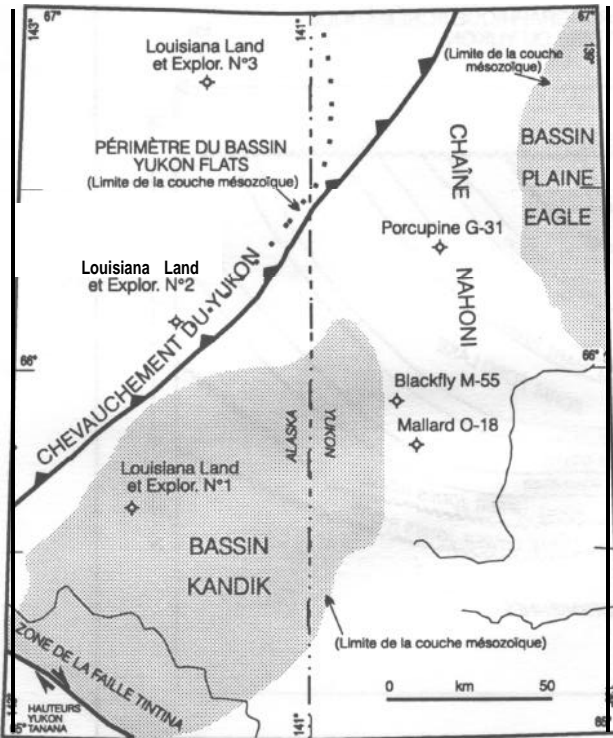 143°
67°
141°
67°
139°
Louisiana Land
et Explor. N°3
(Limite de la couche
mésozoïque)
CHAÎNE
NAHONI
BASSIN
PLAINE
EAGLE
PÉRIMÈTRE DU BASSIN
YUKON FLATS
(Limite de la couche mésozoïque)
Porcupine G-31
Louisiana Land
et Explor. N°2
CHEVAUCHEMENT DU YUKON
66°
66°
Blackfly M-55
Mallard O-18
ALASKA
YUKON
Louisiana Land
et Explor. N°1
BASSIN
KANDIK
(Limite de la couche mésozoïque)
ZONE DE LA FAILLE TINTINA
HAUTEURS
YUKON
TANANA
0 km 50
141°